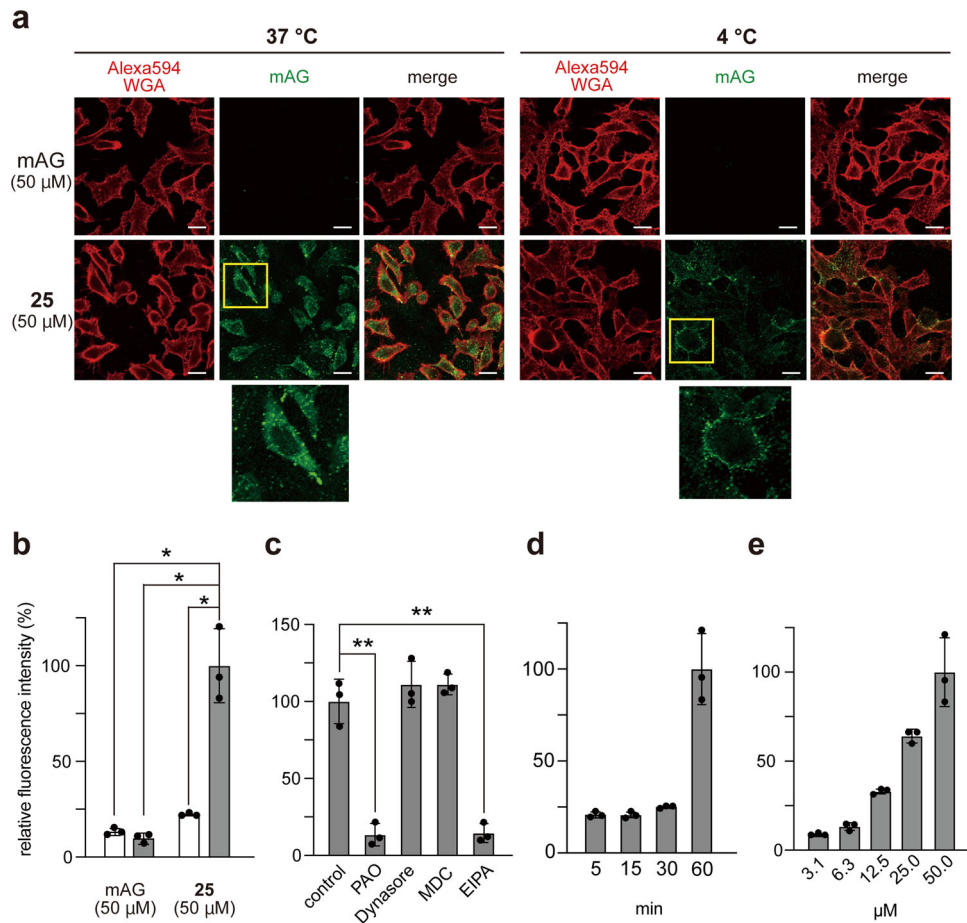 a
37 °C
4 °C
Alexa594
WGA
mAG
merge
Alexa594
WGA
mAG
merge
mAG
(50 µM)
25
(50 µM)
b
c
d
e
relative fluorescence intensity (%)
100
50
0
*
*
*
mAG
(50 µM)
25
(50 µM)
150
100
50
0
**
**
control
PAO
Dynasore
MDC
EIPA
100
50
0
5
15
30
60
min
100
50
0
3.1
6.3
12.5
25.0
50.0
µM